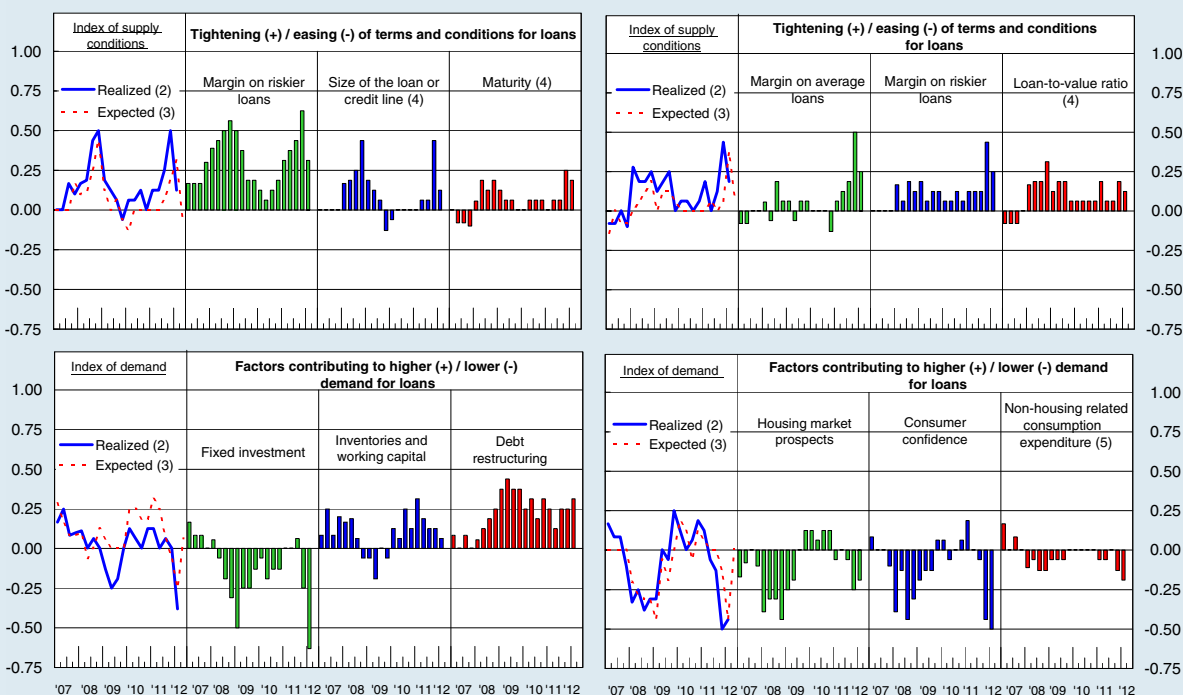 Index of supply
conditions
Tightening (+) / easing (-) of terms and conditions for loans
1.00
0.75
0.50
0.25
0.00
-0.25
-0.50
-0.75
Realized (2)
Expected (3)
Margin on riskier
loans
Size of the loan or
credit line (4)
Maturity (4)
Index of supply
conditions
Tightening (+) / easing (-) of terms and conditions
for loans
Realized (2)
Expected (3)
Margin on average
loans
Margin on riskier
loans
Loan-to-value ratio
(4)
1.00
0.75
0.50
0.25
0.00
-0.25
-0.50
-0.75
Index of demand
Factors contributing to higher (+) / lower (-)
demand for loans
1.00
0.75
0.50
0.25
0.00
-0.25
-0.50
-0.75
Realized (2)
Expected (3)
Fixed investment
Inventories and
working capital
Debt
restructuring
'07 '08 '09 '10 '11 '12 '07 '08 '09 '10 '11 '12 '07 '08 '09 '10 '11 '12 '07 '08 '09 '10 '11 '12
Index of demand
Factors contributing to higher (+) / lower (-) demand
for loans
Realized (2)
Expected (3)
Housing market
prospects
Consumer
confidence
Non-housing related
consumption
expenditure (5)
1.00
0.75
0.50
0.25
0.00
-0.25
-0.50
-0.75
'07 '08 '09 '10 '11 '12 '07 '08 '09 '10 '11 '12 '07 '08 '09 '10 '11 '12 '07 '08 '09 '10 '11 '12